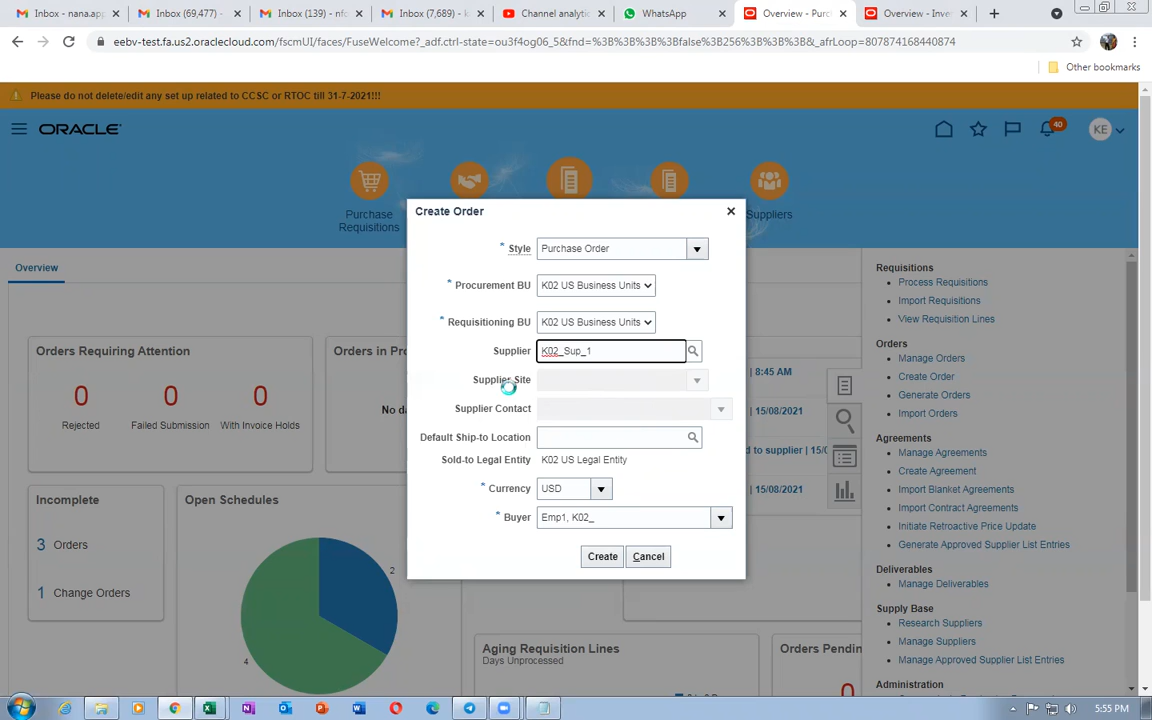 Inbox - nana.app
Inbox (69,477) -
Inbox (139) - nfc
Inbox (7,689) - k
Channel analytic
WhatsApp
Overview - Purc
Overview - Inve
eebv-test.fa.us2.oraclecloud.com/fscmUI/faces/FuseWelcome?_adf.ctrl-state=ou3f4og06_5&fnd=%3B%3B%3B%3Bfalse%3B256%3B%3B%3B&_afrLoop=807874168440874
Other bookmarks
Please do not delete/edit any set up related to CCSC or RTOC till 31-7-2021!!!
ORACLE
40
KE
Purchase
Requisitions
Suppliers
Overview
Orders Requiring Attention
0 0 0
Rejected Failed Submission With Invoice Holds
Orders in Pr
No da
Incomplete
3 Orders
1 Change Orders
Open Schedules
2
4
Create Order
* Style Purchase Order
* Procurement BU K02 US Business Units
* Requisitioning BU K02 US Business Units
Supplier K02_Sup_1
Supplier Site
Supplier Contact
Default Ship-to Location
Sold-to Legal Entity K02 US Legal Entity
* Currency USD
* Buyer Emp1, K02_
Create Cancel
8:45 AM
15/08/2021
d to supplier | 15/0
15/08/2021
Aging Requisition Lines
Days Unprocessed
Orders Pendin
Requisitions
Process Requisitions
Import Requisitions
View Requisition Lines
Orders
Manage Orders
Create Order
Generate Orders
Import Orders
Agreements
Manage Agreements
Create Agreement
Import Blanket Agreements
Import Contract Agreements
Initiate Retroactive Price Update
Generate Approved Supplier List Entries
Deliverables
Manage Deliverables
Supply Base
Research Suppliers
Manage Suppliers
Manage Approved Supplier List Entries
Administration
5:55 PM